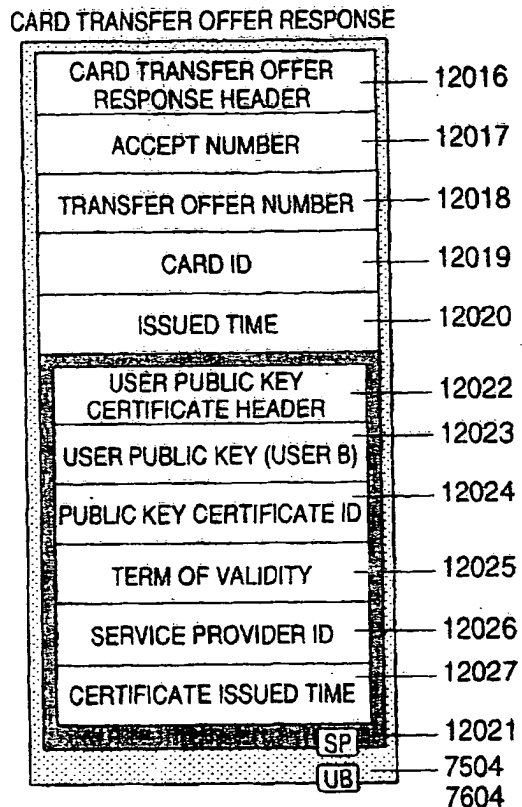 CARD TRANSFER OFFER RESPONSE
CARD TRANSFER OFFER
RESPONSE HEADER
12016
ACCEPT NUMBER
12017
TRANSFER OFFER NUMBER
12018
CARD ID
12019
ISSUED TIME
12020
USER PUBLIC KEY
CERTIFICATE HEADER
12022
USER PUBLIC KEY (USER B)
12023
PUBLIC KEY CERTIFICATE ID
12024
TERM OF VALIDITY
12025
SERVICE PROVIDER ID
12026
CERTIFICATE ISSUED TIME
12027
SP
12021
UB
7504
7604